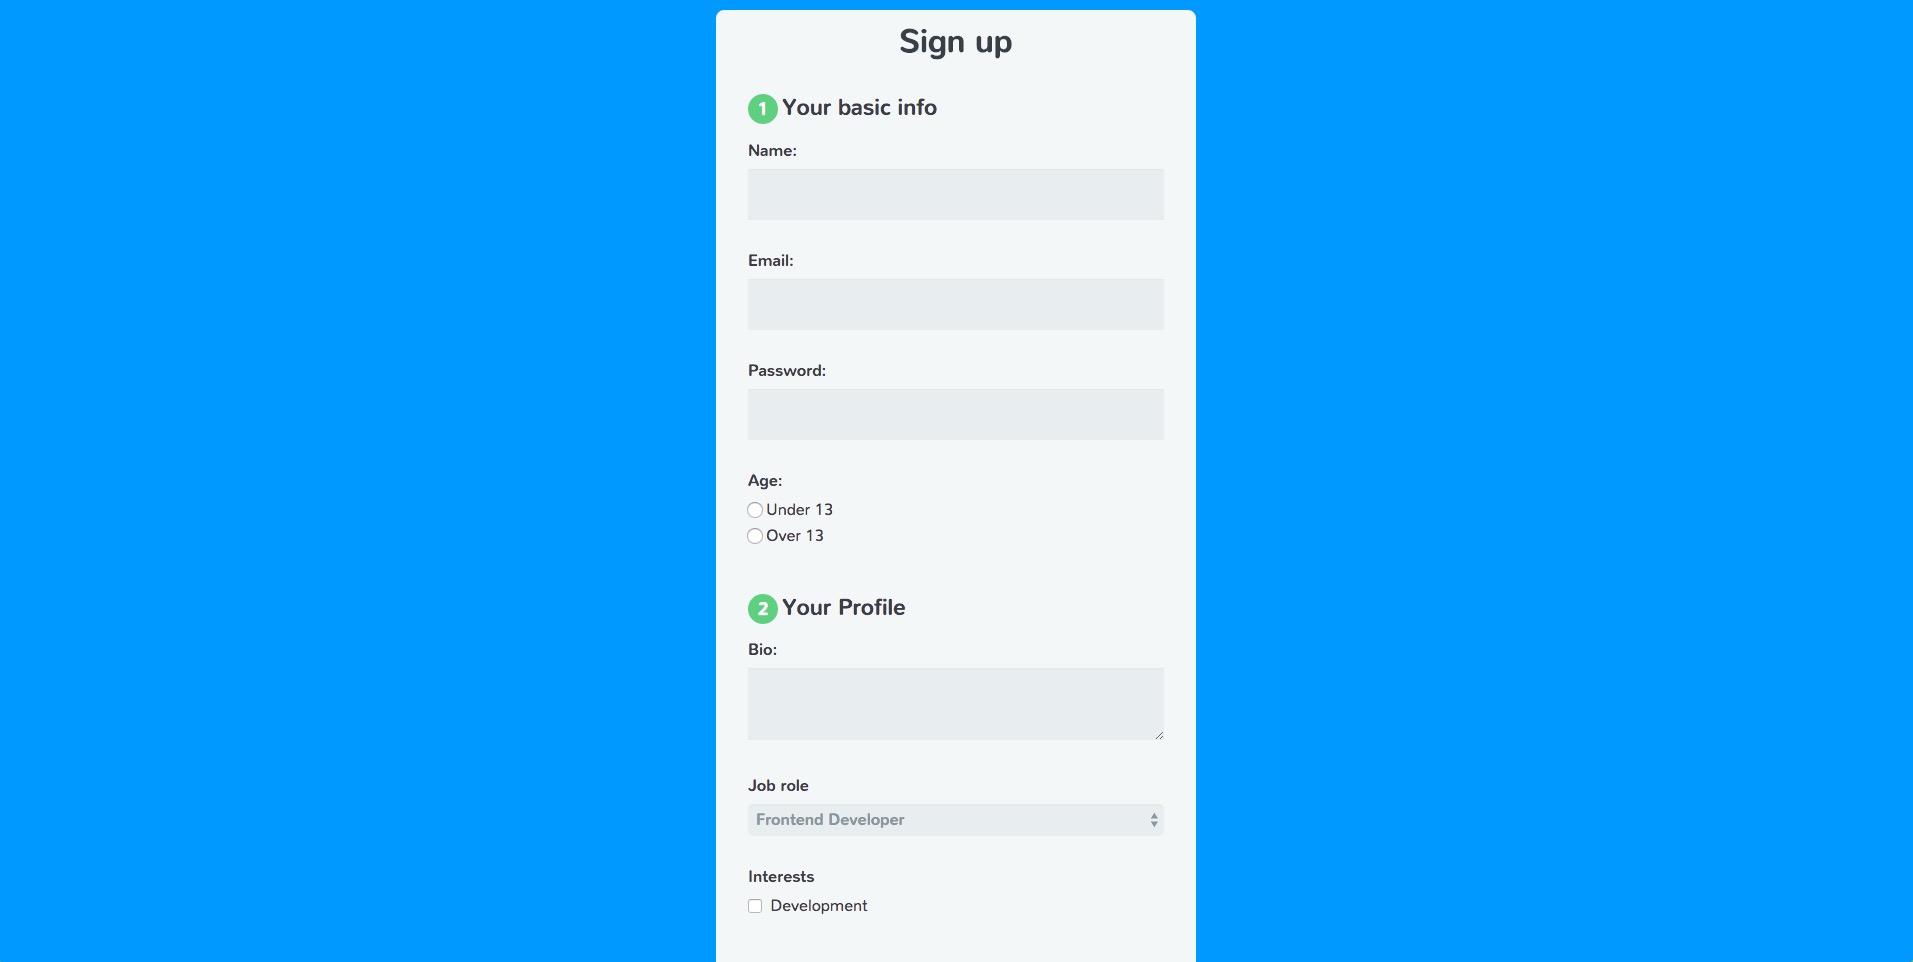 Sign up
1 Your basic info
Name:
Email:
Password:
Age:
Under 13
Over 13
2 Your Profile
Bio:
Job role
Frontend Developer
Interests
Development